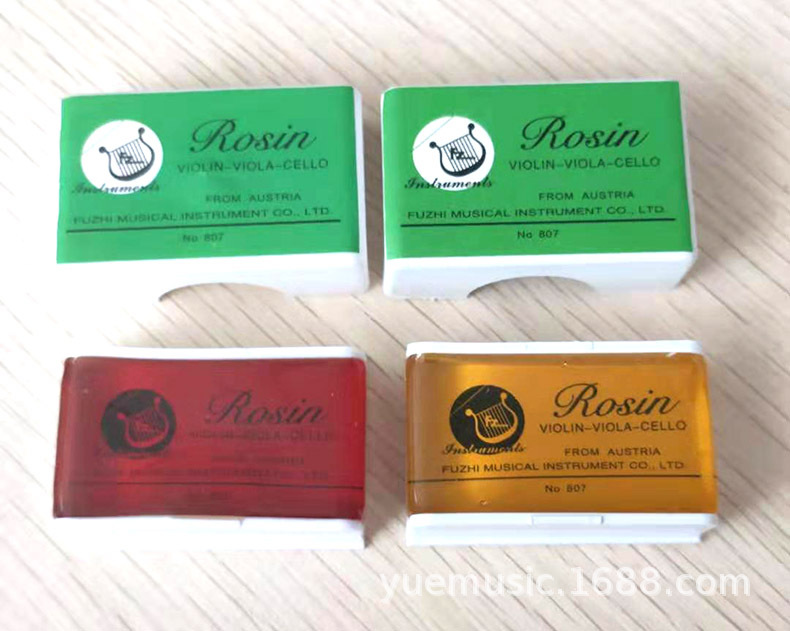 Rosin
VIOLIN-VIOLA-CELLO
Fz
Instruments
FROM AUSTRIA
FUZHI MUSICAL INSTRUMENT CO., LTD.
No 807
Rosin
VIOLIN-VIOLA-CELLO
Fz
Instruments
FROM AUSTRIA
FUZHI MUSICAL INSTRUMENT CO., LTD.
No 807
Rosin
VIOLA-CELLO
Rosin
VIOLIN-VIOLA-CELLO
Fz
Instruments
FROM AUSTRIA
FUZHI MUSICAL INSTRUMENT CO., LTD.
No 807
yuemusic.1688.com